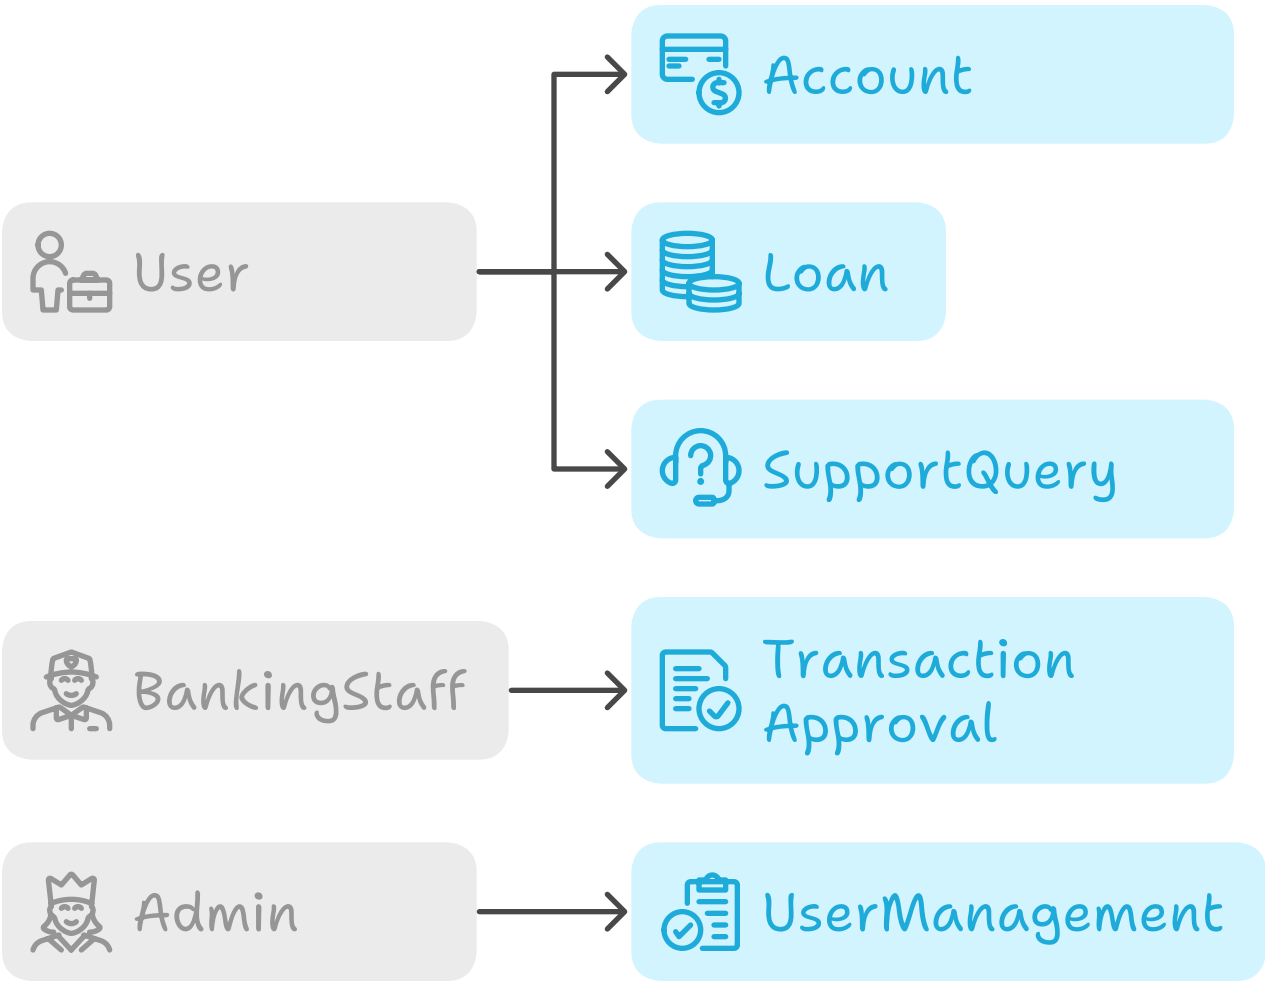 Account
User
Loan
SupportQuery
BankingStaff
Transaction
Approval
Admin
UserManagement